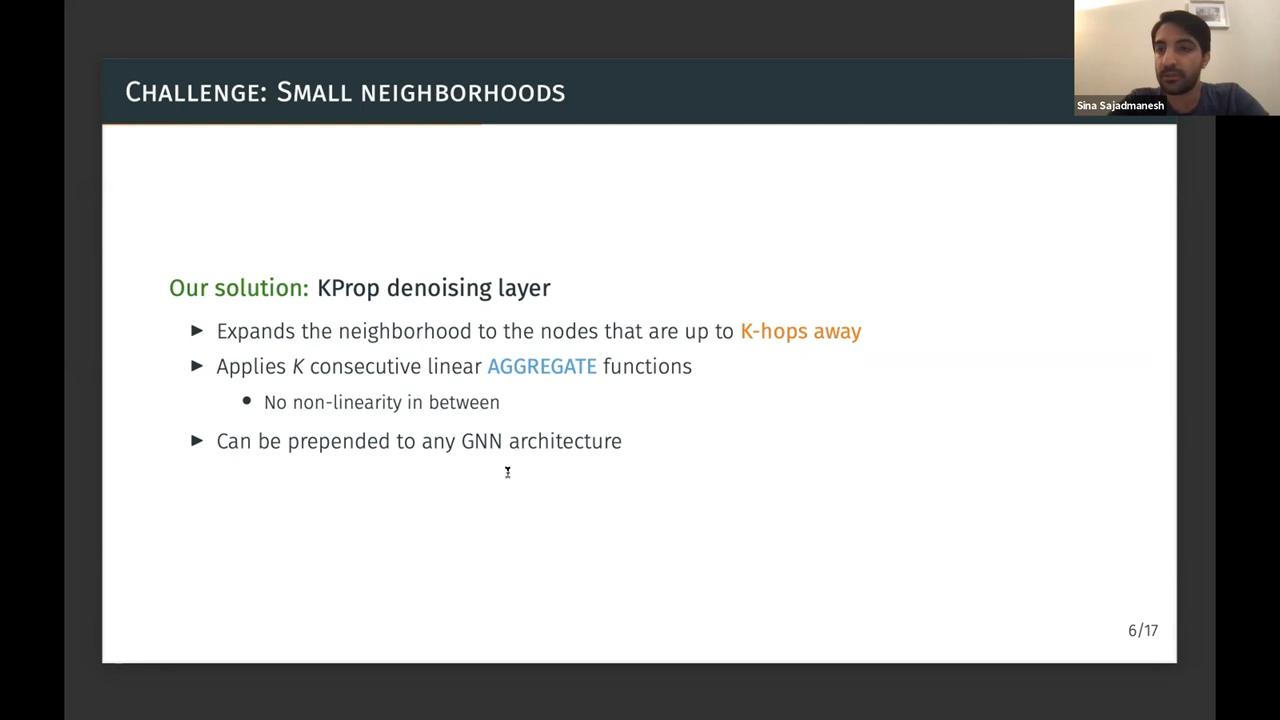 CHALLENGE: SMALL NEIGHBORHOODS
Sina Sajadmanesh
Our solution: KProp denoising layer
► Expands the neighborhood to the nodes that are up to K-hops away
► Applies K consecutive linear AGGREGATE functions
• No non-linearity in between
► Can be prepended to any GNN architecture
6/17